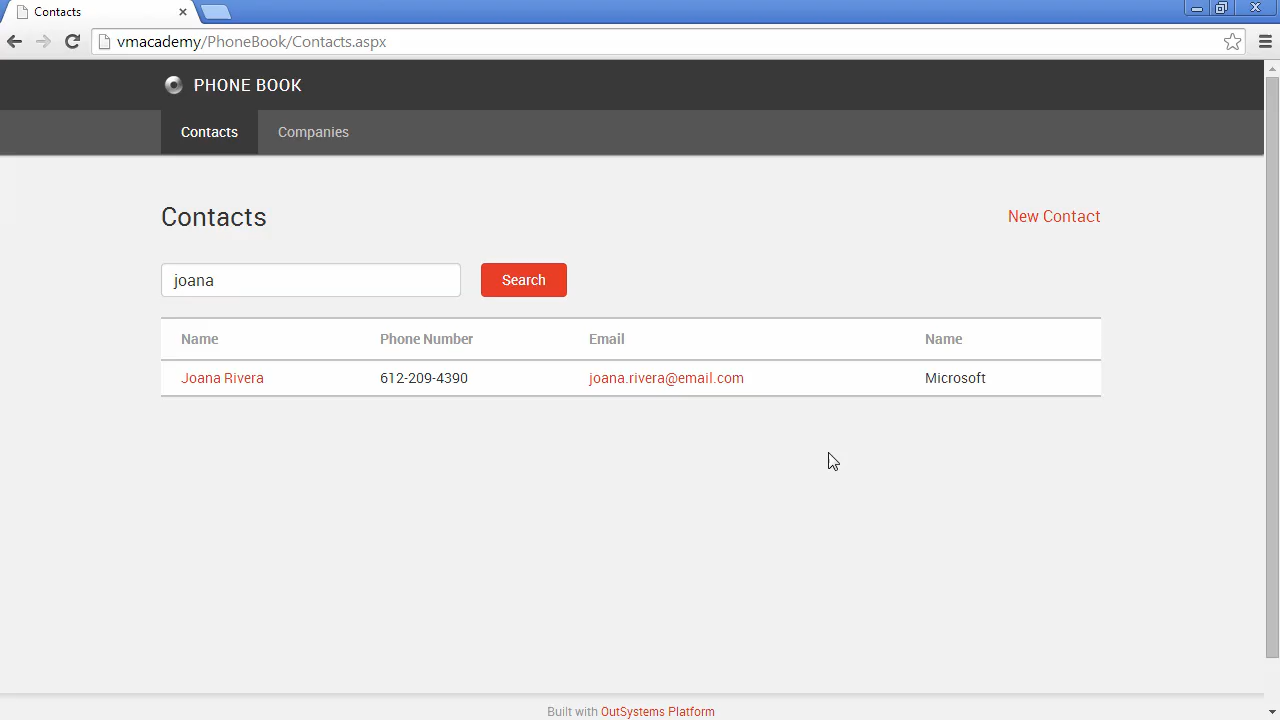 Contacts
vmacademy/PhoneBook/Contacts.aspx
PHONE BOOK
Contacts Companies
Contacts New Contact
joana Search
Name Phone Number Email Name
Joana Rivera 612-209-4390 joana.rivera@email.com Microsoft
Built with OutSystems Platform